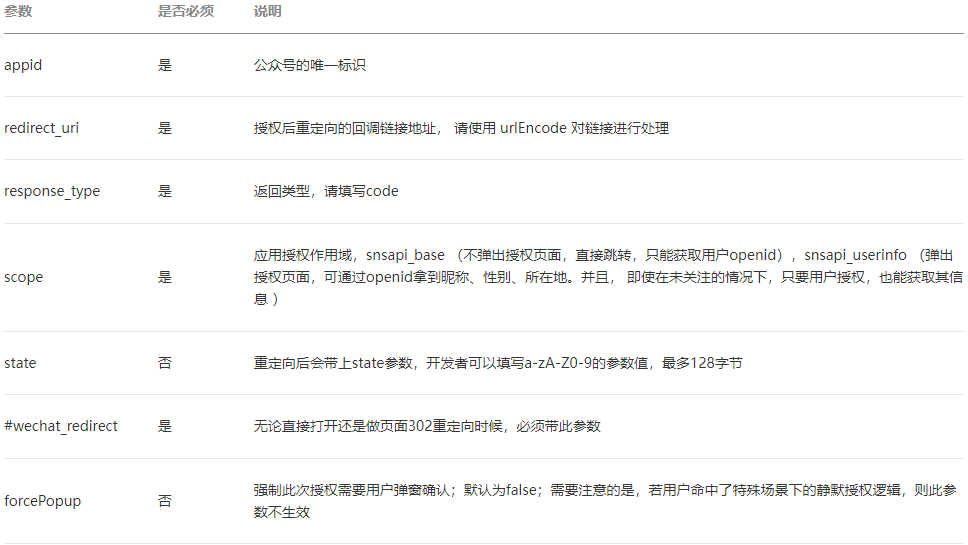 参数 是否必须 说明
appid 是 公众号的唯一标识
redirect_uri 是 授权后重定向的回调链接地址， 请使用 urlEncode 对链接进行处理
response_type 是 返回类型，请填写code
scope 是 应用授权作用域，snsapi_base （不弹出授权页面，直接跳转，只能获取用户openid），snsapi_userinfo （弹出
授权页面，可通过openid拿到昵称、性别、所在地。并且， 即使在未关注的情况下，只要用户授权，也能获取其信
息 ）
state 否 重定向后会带上state参数，开发者可以填写a-zA-Z0-9的参数值，最多128字节
#wechat_redirect 是 无论直接打开还是做页面302重定向时候，必须带此参数
forcePopup 否 强制此次授权需要用户弹窗确认；默认为false；需要注意的是，若用户命中了特殊场景下的静默授权逻辑，则此参
数不生效